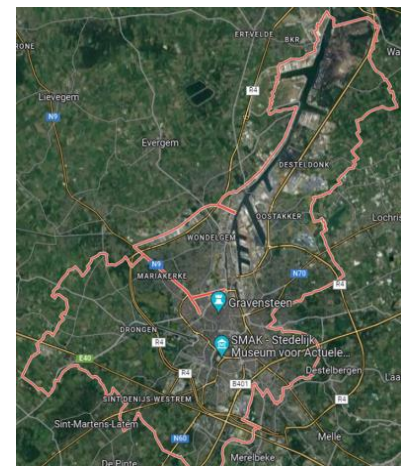 ERTVELDE
BKR
Wa
RONE
R4
Lievegem
N9
Evergem
DESTELDONK
OOSTAKKER
Lochris
WONDELGEM
N9
N70
MARIAKERKE
Gravensteen
DRONGEN
R4
SMAK - Stedelijk
Museum voor Actuele...
E40
R4
Destelbergen
Laa
B401
SINT-DENIJS-WESTREM
R4
Sint-Martens-Latem
N60
Melle
Merelbeke
De Pinte